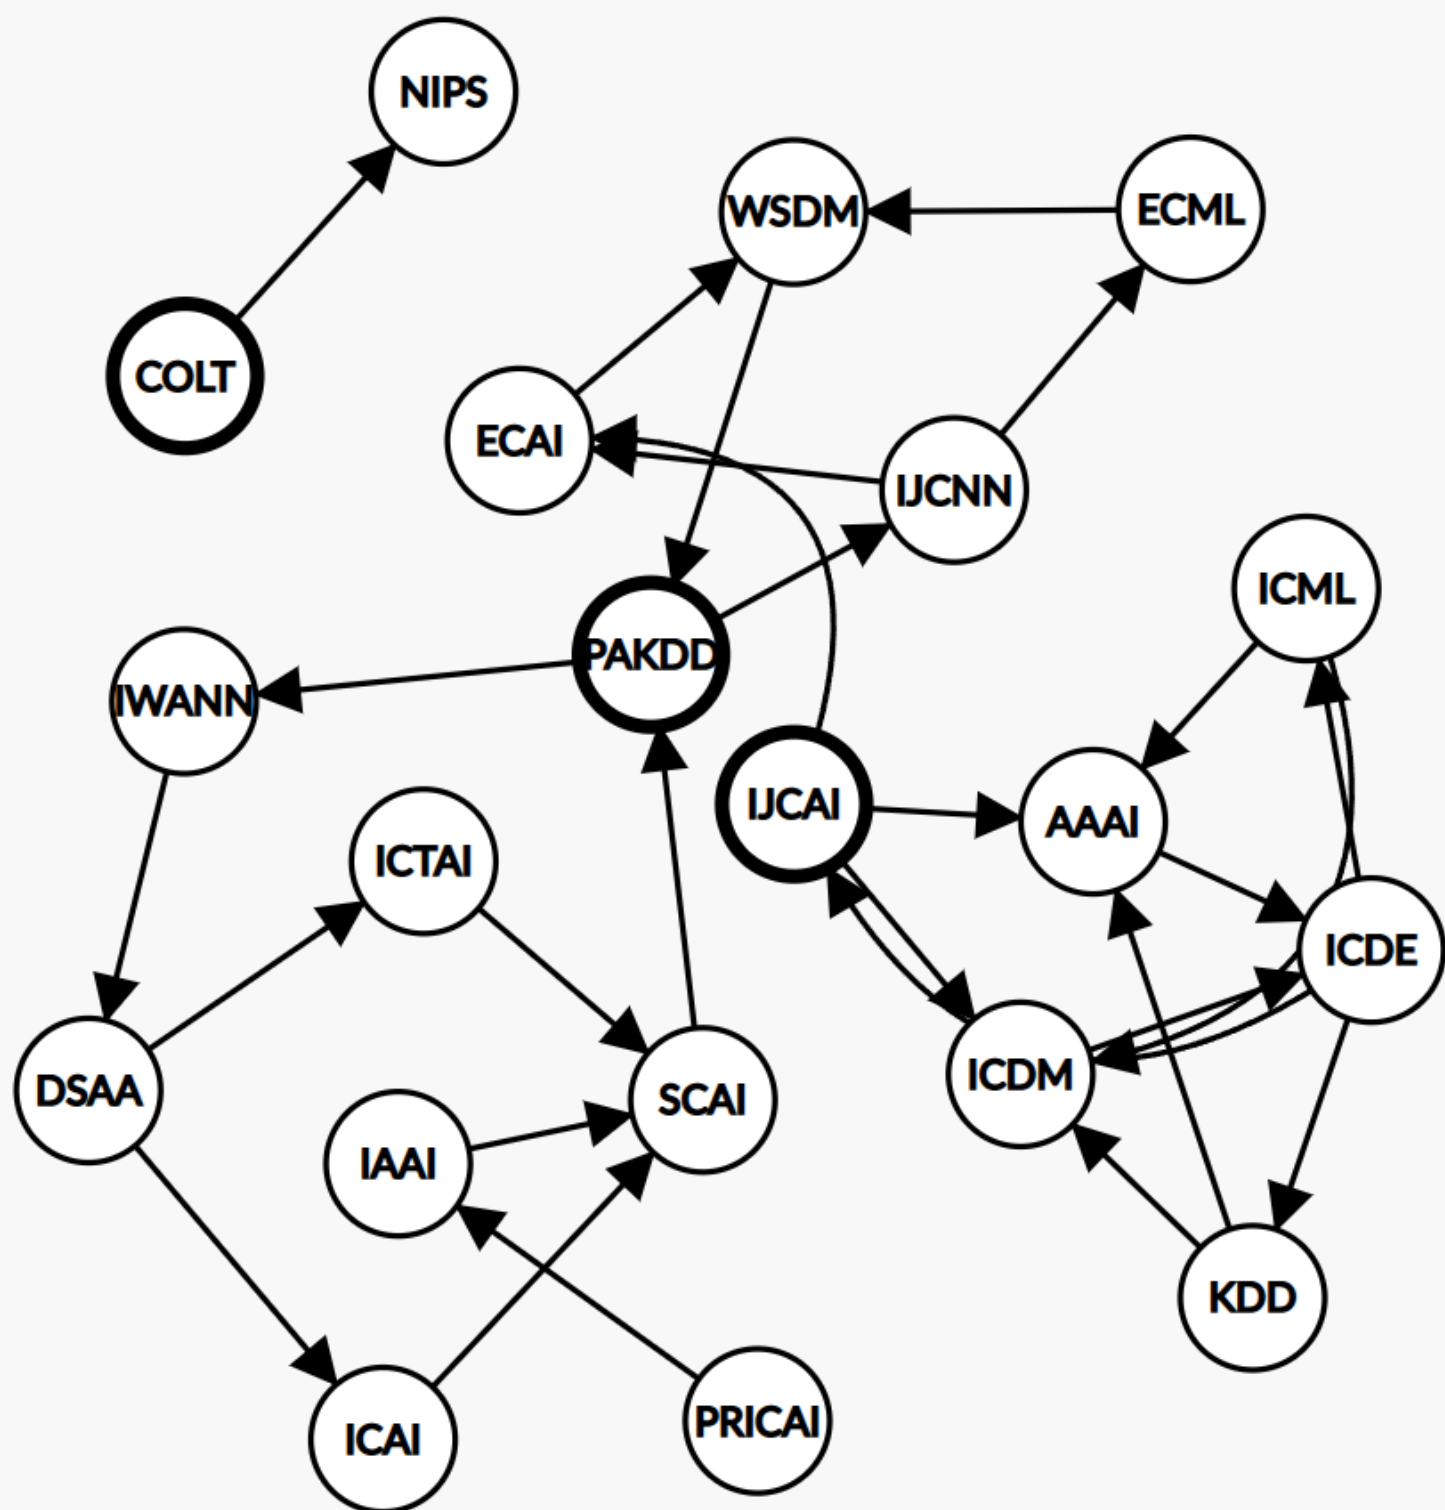 NIPS
WSDM
ECML
COLT
ECAI
IJCNN
ICML
PAKDD
IWANN
IJCAI
AAAI
ICTAI
ICDE
ICDM
DSAA
SCAI
IAAI
KDD
PRICAI
ICAI